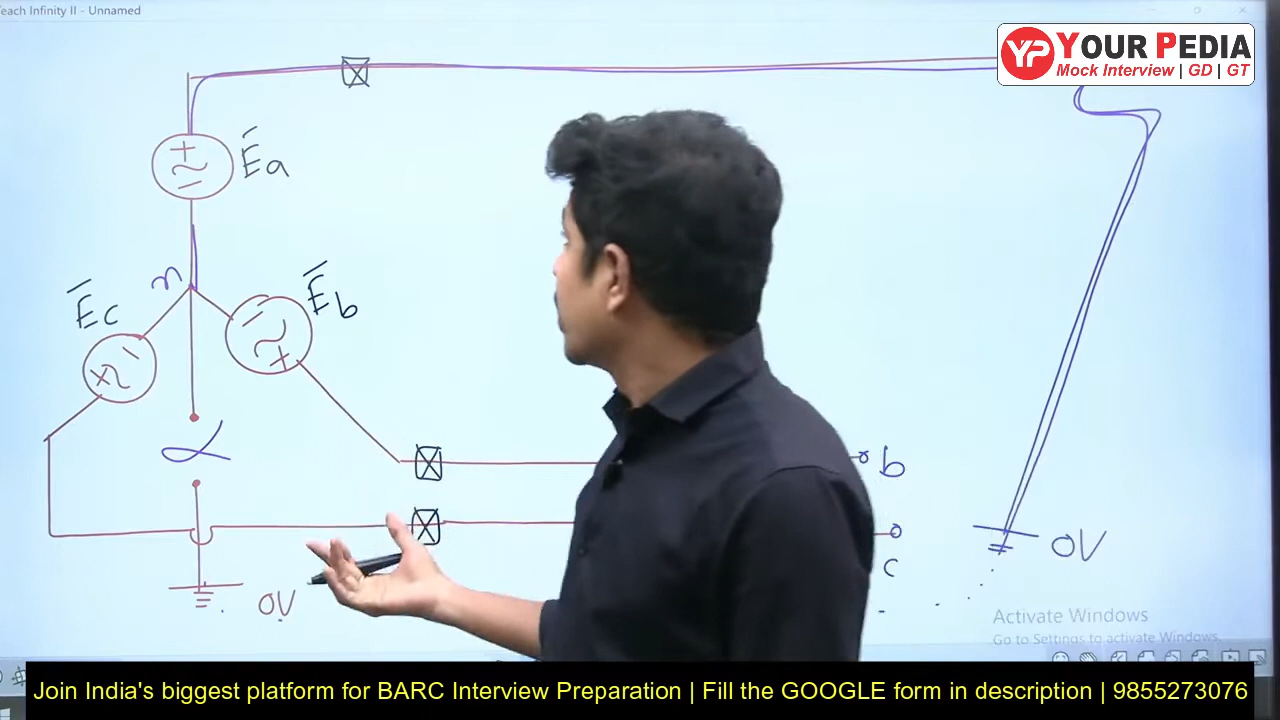 each Infinity II - Unnamed
YOUR PEDIA
YP
Mock Interview | GD | GT
Ea
n
Eb
Ec
b
c
0V
0V
Activate Windows
Go to Settings to activate Windows.
Join India's biggest platform for BARC Interview Preparation | Fill the GOOGLE form in description | 9855273076